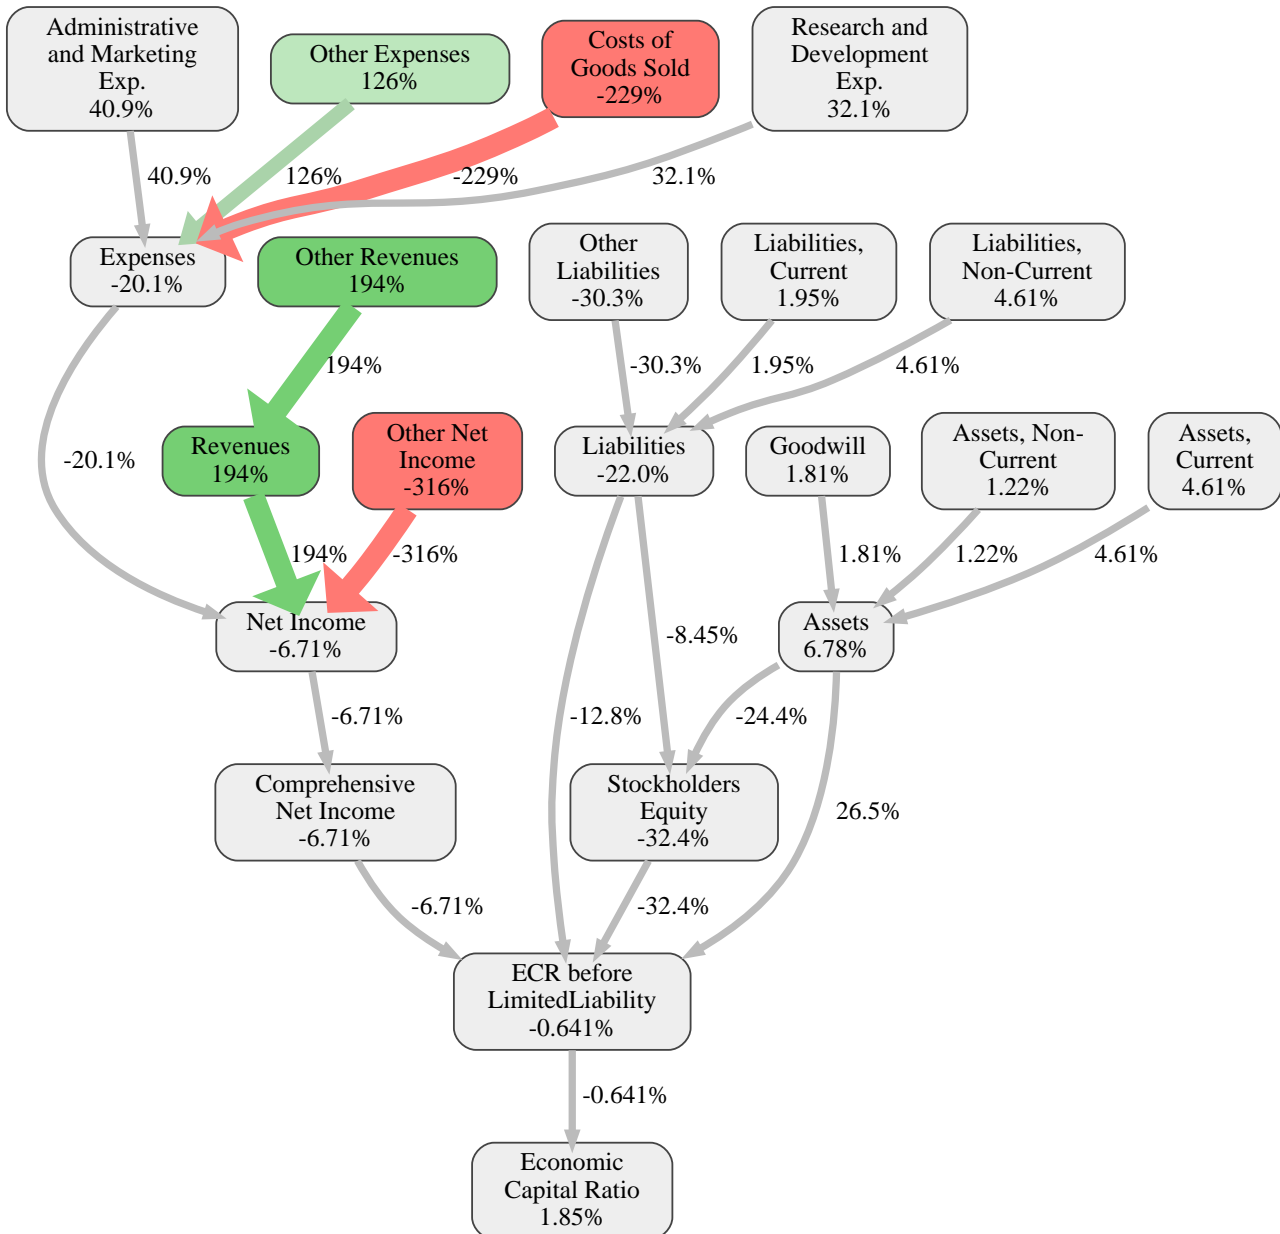 Administrative
and Marketing
Exp.
40.9%
Other Expenses
126%
Costs of
Goods Sold
-229%
Research and
Development
Exp.
32.1%
40.9%
126%
-229%
32.1%
Expenses
-20.1%
Other Revenues
194%
Other
Liabilities
-30.3%
Liabilities,
Current
1.95%
Liabilities,
Non-Current
4.61%
194%
-30.3%
1.95%
4.61%
-20.1%
Revenues
194%
Other Net
Income
-316%
Liabilities
-22.0%
Goodwill
1.81%
Assets, Non-
Current
1.22%
Assets,
Current
4.61%
194%
-316%
1.81%
1.22%
4.61%
Net Income
-6.71%
-8.45%
Assets
6.78%
-6.71%
-12.8%
-24.4%
Comprehensive
Net Income
-6.71%
Stockholders
Equity
-32.4%
26.5%
-6.71%
-32.4%
ECR before
LimitedLiability
-0.641%
-0.641%
Economic
Capital Ratio
1.85%